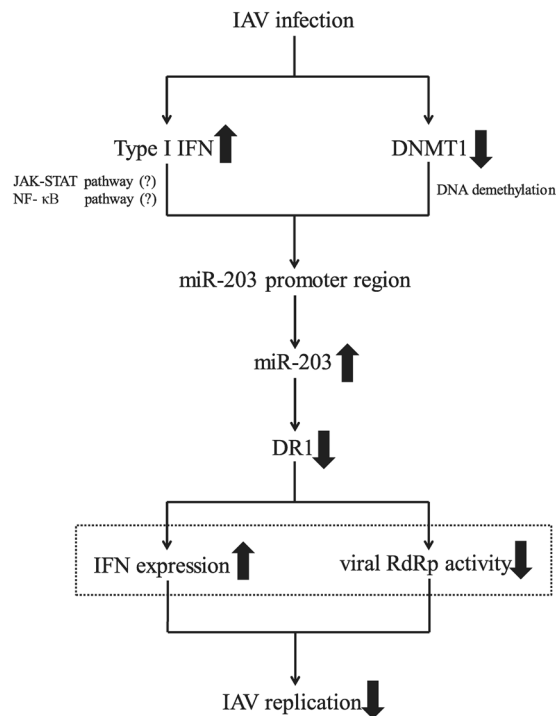 IAV infection
Type I IFN
DNMT1
JAK-STAT pathway (?)
NF- κB pathway (?)
DNA demethylation
miR-203 promoter region
miR-203
DR1
IFN expression
viral RdRp activity
IAV replication